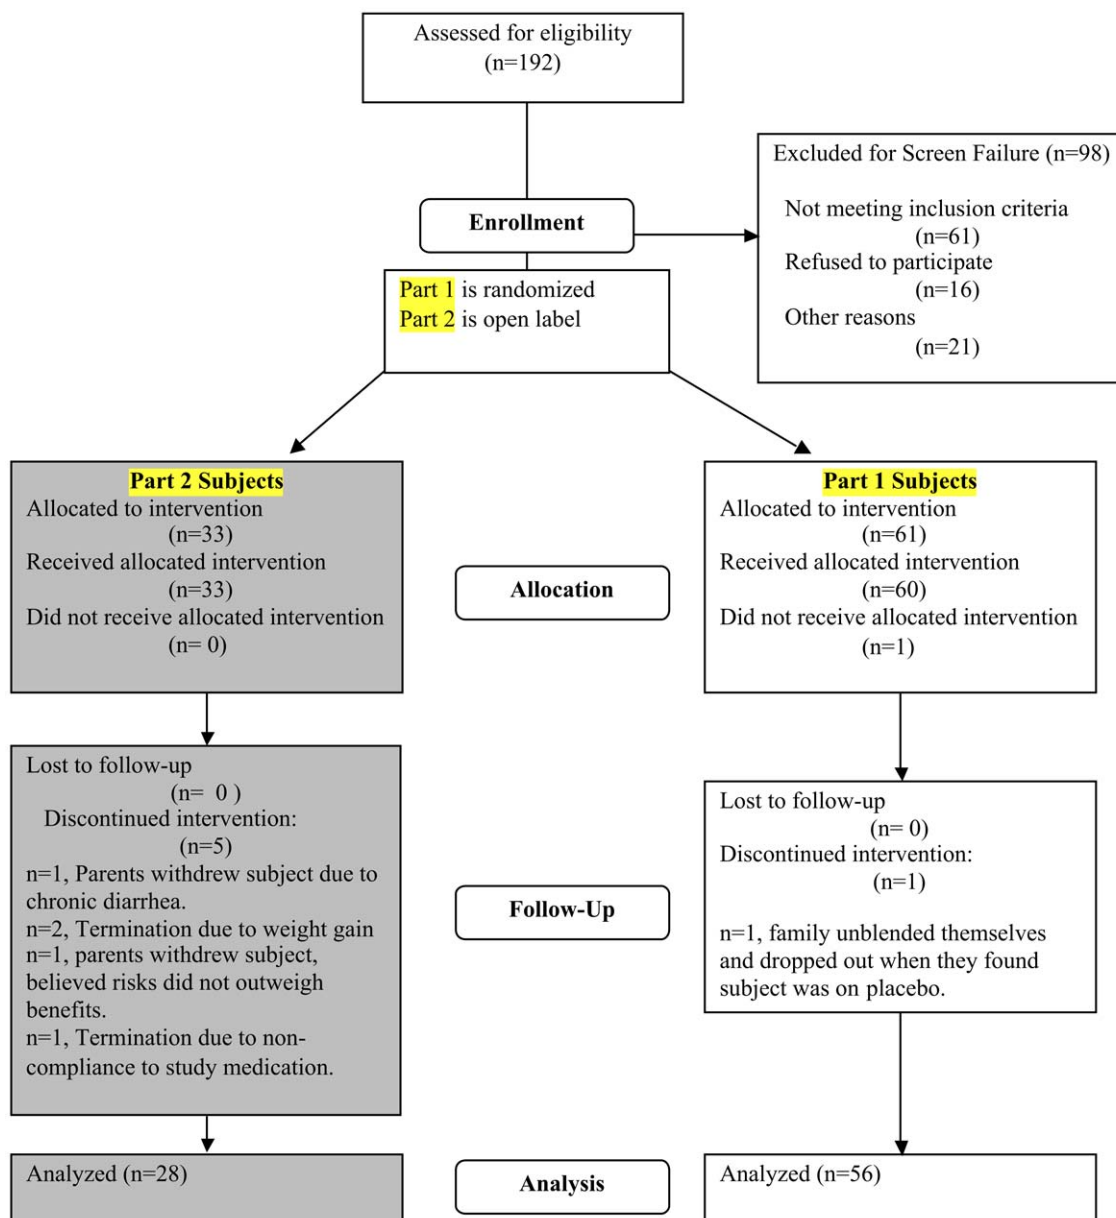 Assessed for eligibility
(n=192)
Excluded for Screen Failure (n=98)
Not meeting inclusion criteria
(n=61)
Refused to participate
(n=16)
Other reasons
(n=21)
Enrollment
Part 1 is randomized
Part 2 is open label
Part 2 Subjects
Allocated to intervention
(n=33)
Received allocated intervention
(n=33)
Did not receive allocated intervention
(n= 0)
Allocation
Part 1 Subjects
Allocated to intervention
(n=61)
Received allocated intervention
(n=60)
Did not receive allocated intervention
(n=1)
Lost to follow-up
(n=  0 )
Discontinued intervention:
(n=5)
n=1, Parents withdrew subject due to
chronic diarrhea.
n=2, Termination due to weight gain
n=1, parents withdrew subject,
believed risks did not outweigh
benefits.
n=1, Termination due to non-
compliance to study medication.
Follow-Up
Lost to follow-up
(n= 0)
Discontinued intervention:
(n=1)
n=1, family unblended themselves
and dropped out when they found
subject was on placebo.
Analyzed (n=28)
Analysis
Analyzed (n=56)